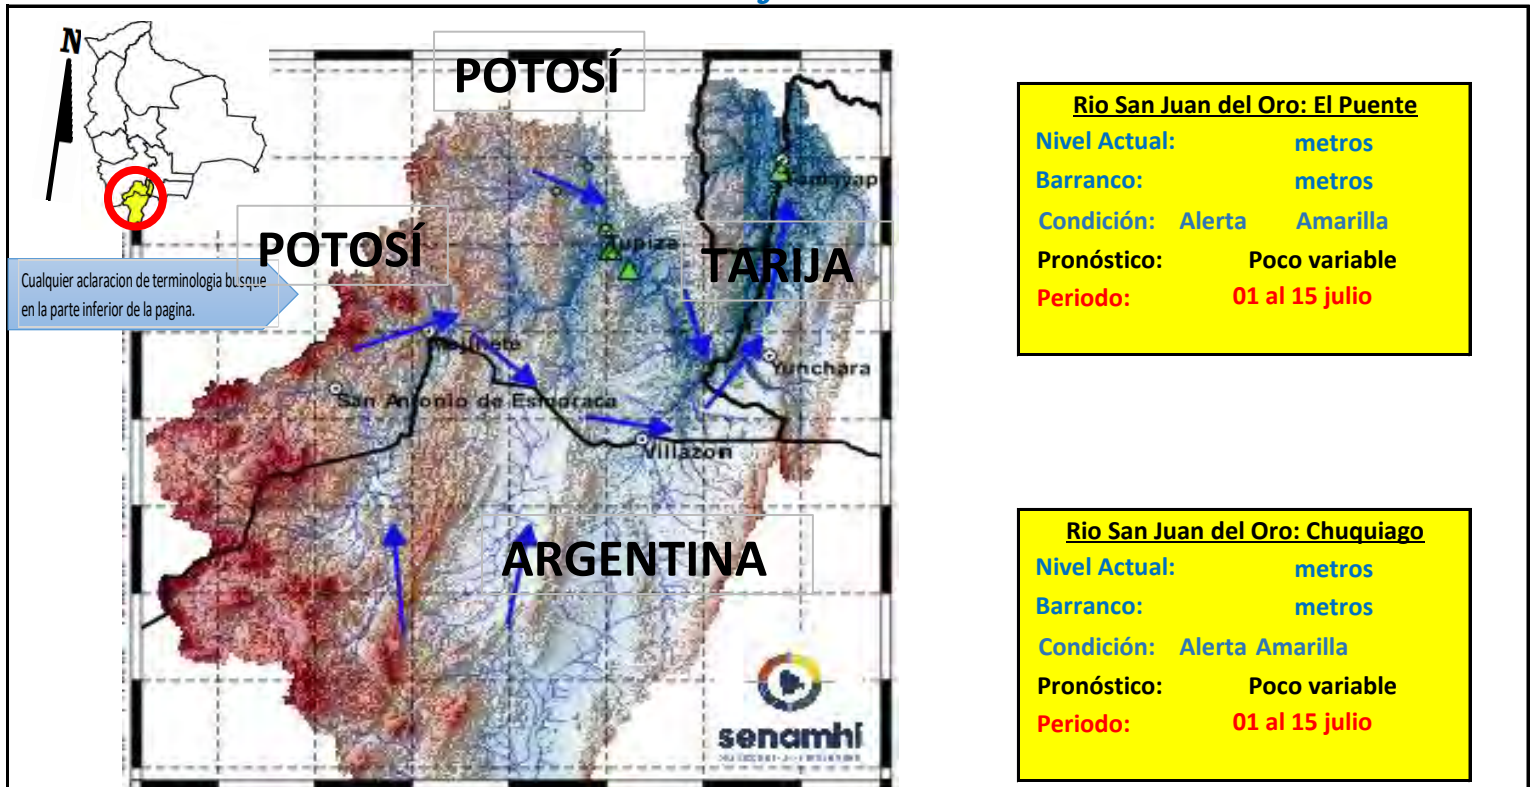 N
POTOSÍ
POTOSÍ
TARIJA
ARGENTINA
Cualquier aclaracion de terminologia busque
en la parte inferior de la pagina.
Tupiza
Yunchara
San Antonio de Esmoraca
Villazon
senamhi
Rio San Juan del Oro: El Puente
Nivel Actual: metros
Barranco: metros
Condición: Alerta Amarilla
Pronóstico: Poco variable
Periodo: 01 al 15 julio
Rio San Juan del Oro: Chuquiago
Nivel Actual: metros
Barranco: metros
Condición: Alerta Amarilla
Pronóstico: Poco variable
Periodo: 01 al 15 julio